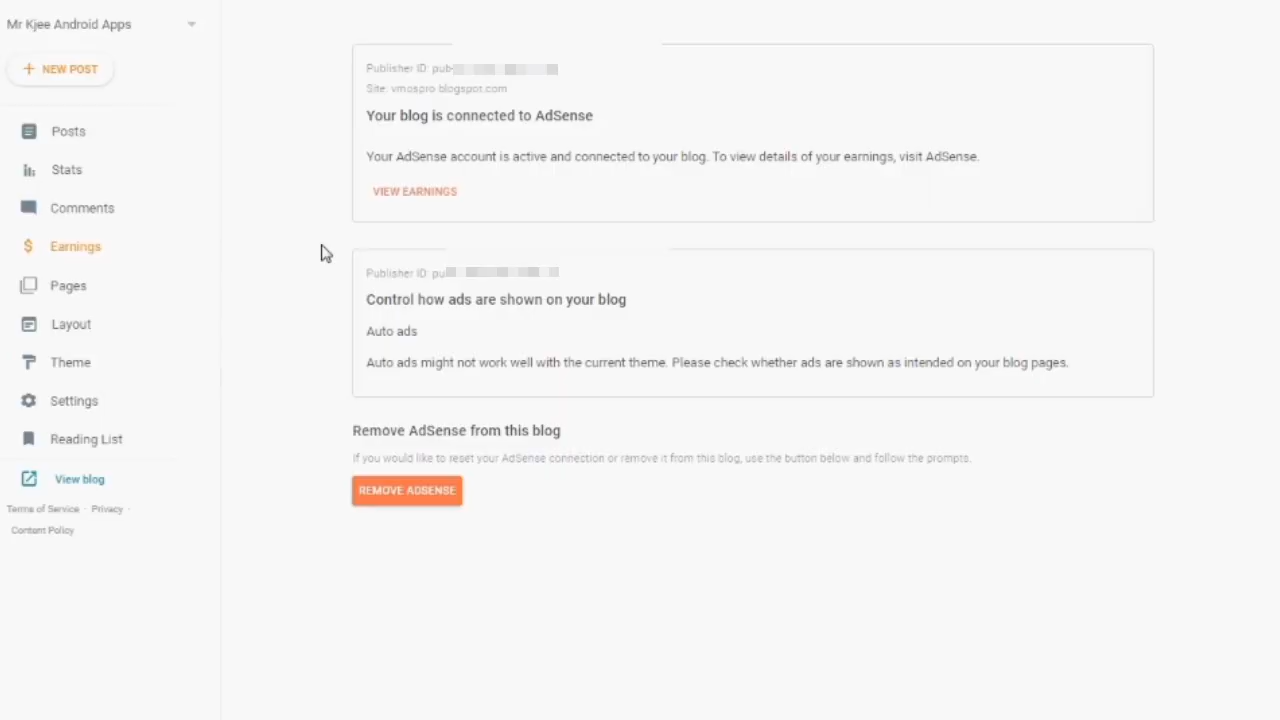 Mr Kjee Android Apps
NEW POST
Posts
Stats
Comments
Earnings
Pages
Layout
Theme
Settings
Reading List
View blog
Terms of Service · Privacy ·
Content Policy
Publisher ID: pub-
Site: vmospro.blogspot.com
Your blog is connected to AdSense
Your AdSense account is active and connected to your blog. To view details of your earnings, visit AdSense.
VIEW EARNINGS
Publisher ID: pu
Control how ads are shown on your blog
Auto ads
Auto ads might not work well with the current theme. Please check whether ads are shown as intended on your blog pages.
Remove AdSense from this blog
If you would like to reset your AdSense connection or remove it from this blog, use the button below and follow the prompts.
REMOVE ADSENSE